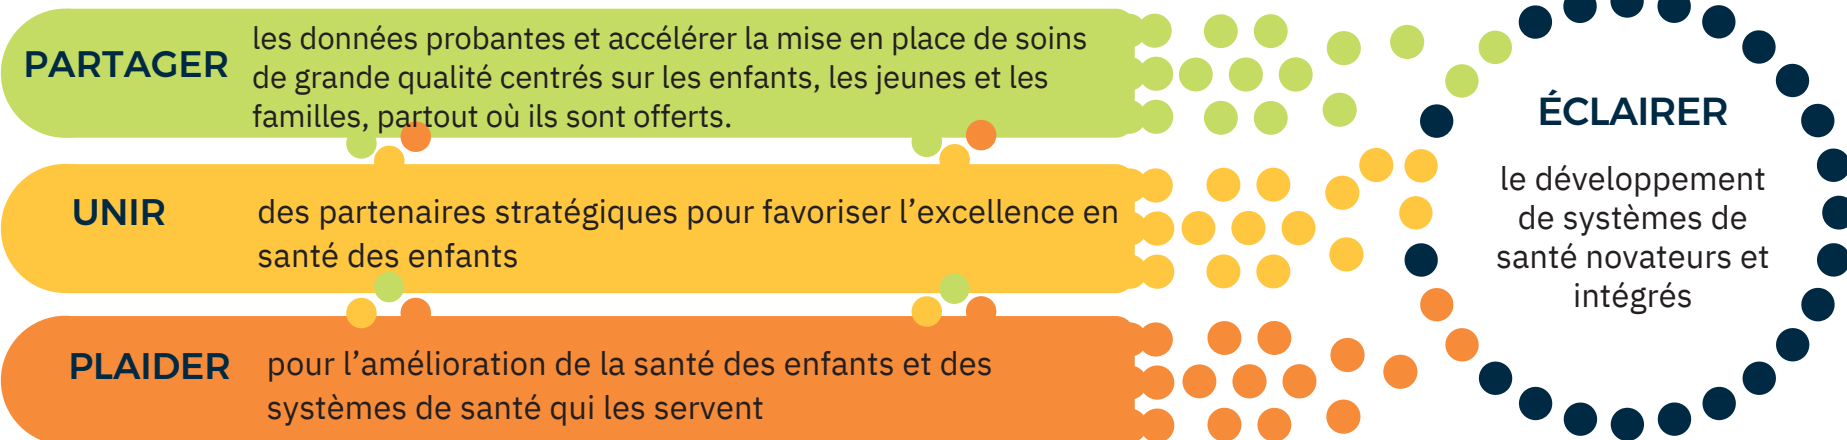 PARTAGER
les données probantes et accélérer la mise en place de soins
de grande qualité centrés sur les enfants, les jeunes et les
familles, partout où ils sont offerts.
UNIR
des partenaires stratégiques pour favoriser l’excellence en
santé des enfants
PLAIDER
pour l’amélioration de la santé des enfants et des
systèmes de santé qui les servent
ÉCLAIRER
le développement
de systèmes de
santé novateurs et
intégrés